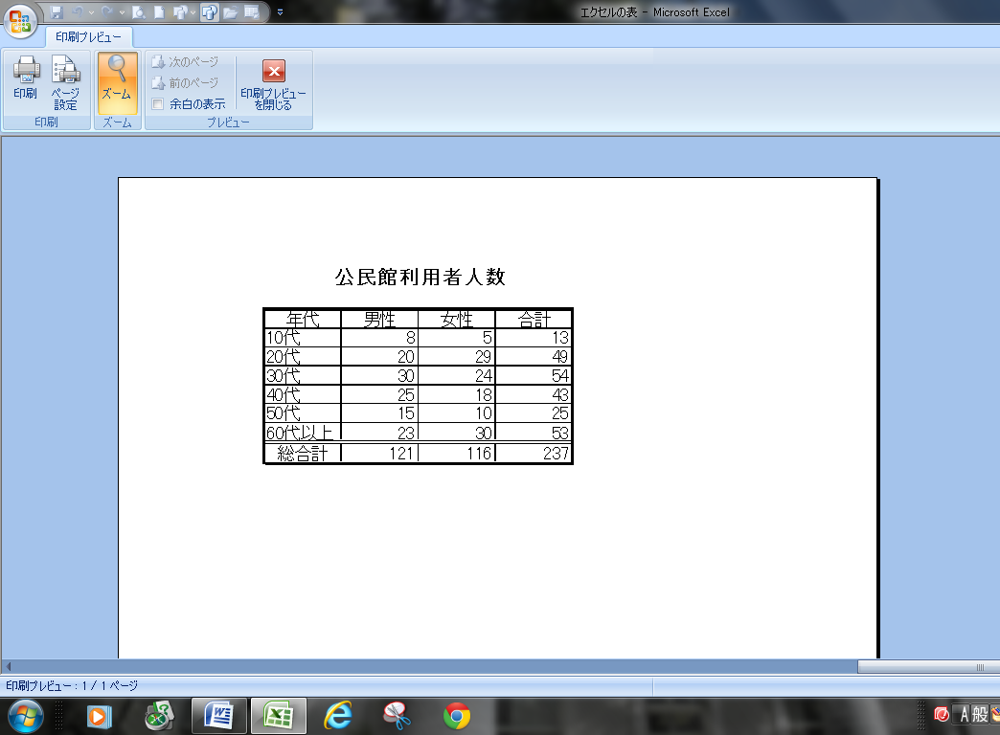 エクセルの表 - Microsoft Excel
印刷プレビュー
印刷
ページ
設定
ズーム
次のページ
前のページ
余白の表示
印刷プレビュー
を閉じる
印刷
ズーム
プレビュー
公民館利用者人数
年代 男性 女性 合計
10代 8 5 13
20代 20 29 49
30代 30 24 54
40代 25 18 43
50代 15 10 25
60代以上 23 30 53
総合計 121 116 237
印刷プレビュー : 1 / 1 ページ
A 般